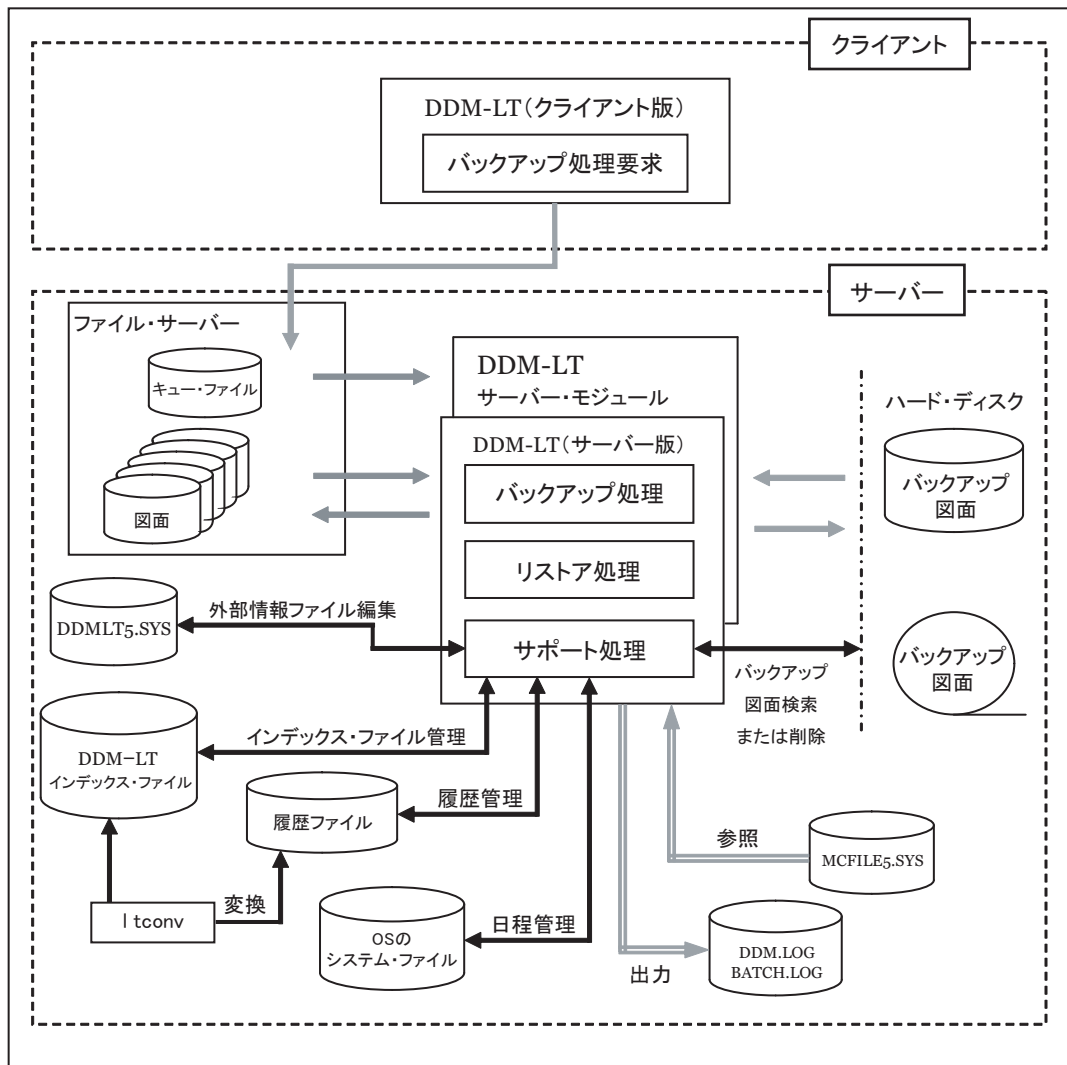 クライアント
DDM-LT(クライアント版)
バックアップ処理要求
サーバー
ファイル・サーバー
キュー・ファイル
図面
DDM-LT
サーバー・モジュール
DDM-LT(サーバー版)
バックアップ処理
リストア処理
サポート処理
ハード・ディスク
バックアップ
図面
バックアップ
図面
バックアップ
図面検索
または削除
DDMLT5.SYS
外部情報ファイル編集
DDM-LT
インデックス・ファイル
インデックス・ファイル管理
履歴ファイル
履歴管理
ltconv
変換
OSの
システム・ファイル
日程管理
参照
MCFILE5.SYS
出力
DDM.LOG
BATCH.LOG